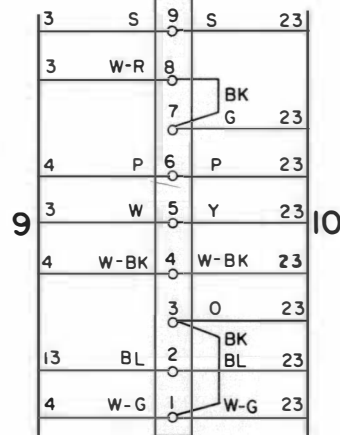 3 S 9 S 23
3 W-R 8
BK
7 G 23
4 P 6 P 23
9 3 W 5 Y 23 10
4 W-BK 4 W-BK 23
3 O 23
BK
13 BL 2 BL 23
4 W-G 1 W-G 23